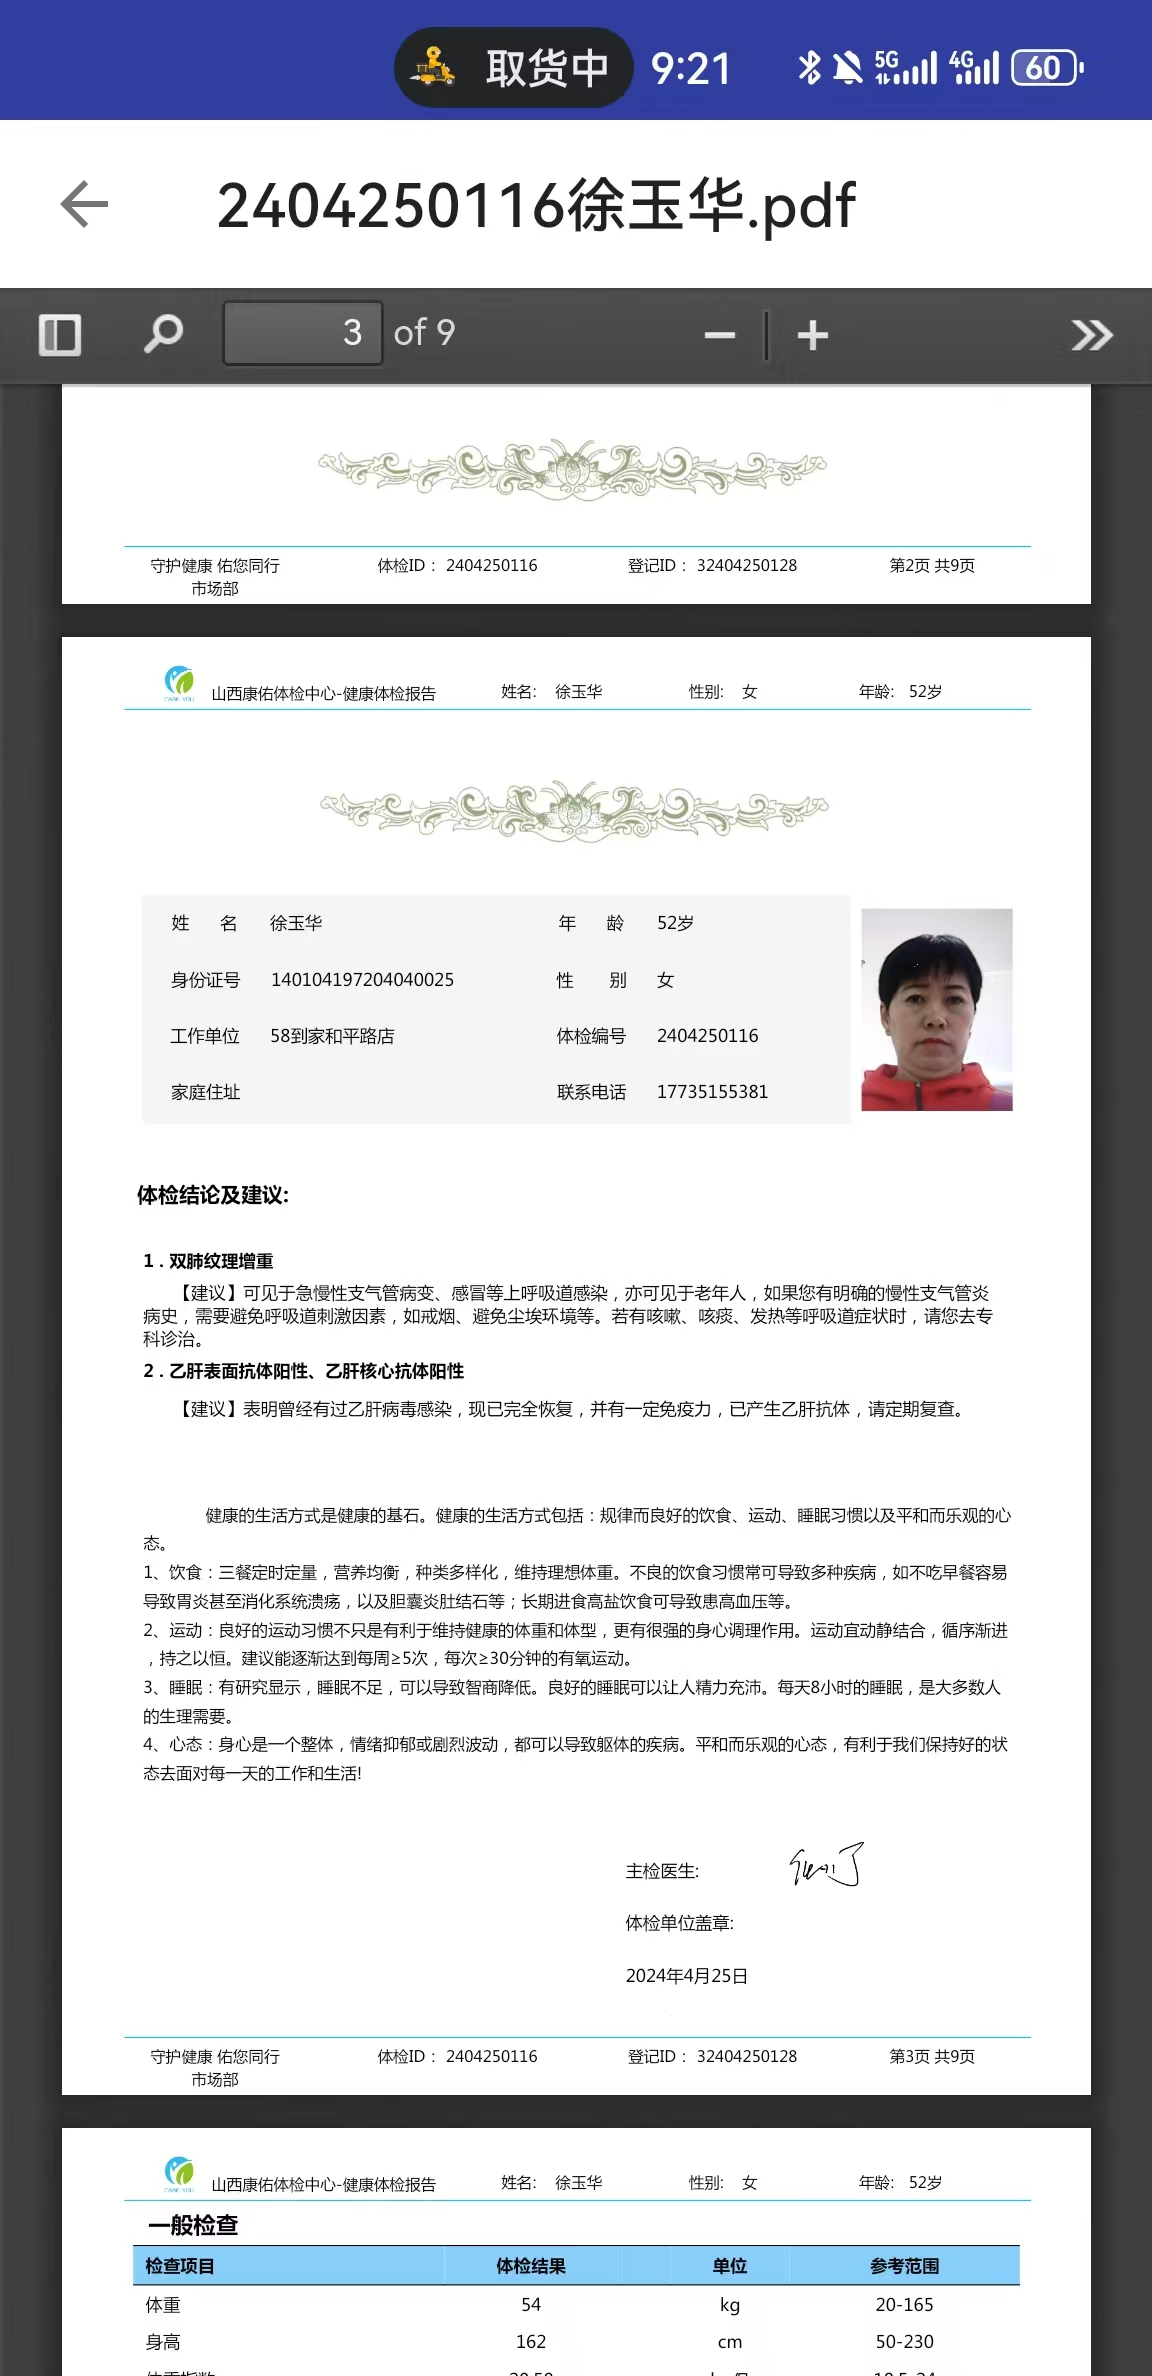 取货中 9:21 5G 4G 60
2404250116徐玉华.pdf
3 of 9
守护健康 佑您同行 体检ID： 2404250116 登记ID： 32404250128 第2页 共9页
市场部
CARE YOU 山西康佑体检中心-健康体检报告 姓名: 徐玉华 性别: 女 年龄: 52岁
姓 名 徐玉华 年 龄 52岁
身份证号 140104197204040025 性 别 女
工作单位 58到家和平路店 体检编号 2404250116
家庭住址 联系电话 17735155381
体检结论及建议:
1 . 双肺纹理增重
【建议】可见于急慢性支气管病变、感冒等上呼吸道感染，亦可见于老年人，如果您有明确的慢性支气管炎
病史，需要避免呼吸道刺激因素，如戒烟、避免尘埃环境等。若有咳嗽、咳痰、发热等呼吸道症状时，请您去专
科诊治。
2 . 乙肝表面抗体阳性、乙肝核心抗体阳性
【建议】表明曾经有过乙肝病毒感染，现已完全恢复，并有一定免疫力，已产生乙肝抗体，请定期复查。
健康的生活方式是健康的基石。健康的生活方式包括：规律而良好的饮食、运动、睡眠习惯以及平和而乐观的心
态。
1、饮食：三餐定时定量，营养均衡，种类多样化，维持理想体重。不良的饮食习惯常可导致多种疾病，如不吃早餐容易
导致胃炎甚至消化系统溃疡，以及胆囊炎肚结石等；长期进食高盐饮食可导致患高血压等。
2、运动：良好的运动习惯不只是有利于维持健康的体重和体型，更有很强的身心调理作用。运动宜动静结合，循序渐进
，持之以恒。建议能逐渐达到每周≥5次，每次≥30分钟的有氧运动。
3、睡眠：有研究显示，睡眠不足，可以导致智商降低。良好的睡眠可以让人精力充沛。每天8小时的睡眠，是大多数人
的生理需要。
4、心态：身心是一个整体，情绪抑郁或剧烈波动，都可以导致躯体的疾病。平和而乐观的心态，有利于我们保持好的状
态去面对每一天的工作和生活!
主检医生:
体检单位盖章:
2024年4月25日
守护健康 佑您同行 体检ID： 2404250116 登记ID： 32404250128 第3页 共9页
市场部
CARE YOU 山西康佑体检中心-健康体检报告 姓名: 徐玉华 性别: 女 年龄: 52岁
一般检查
检查项目 体检结果 单位 参考范围
体重 54 kg 20-165
身高 162 cm 50-230